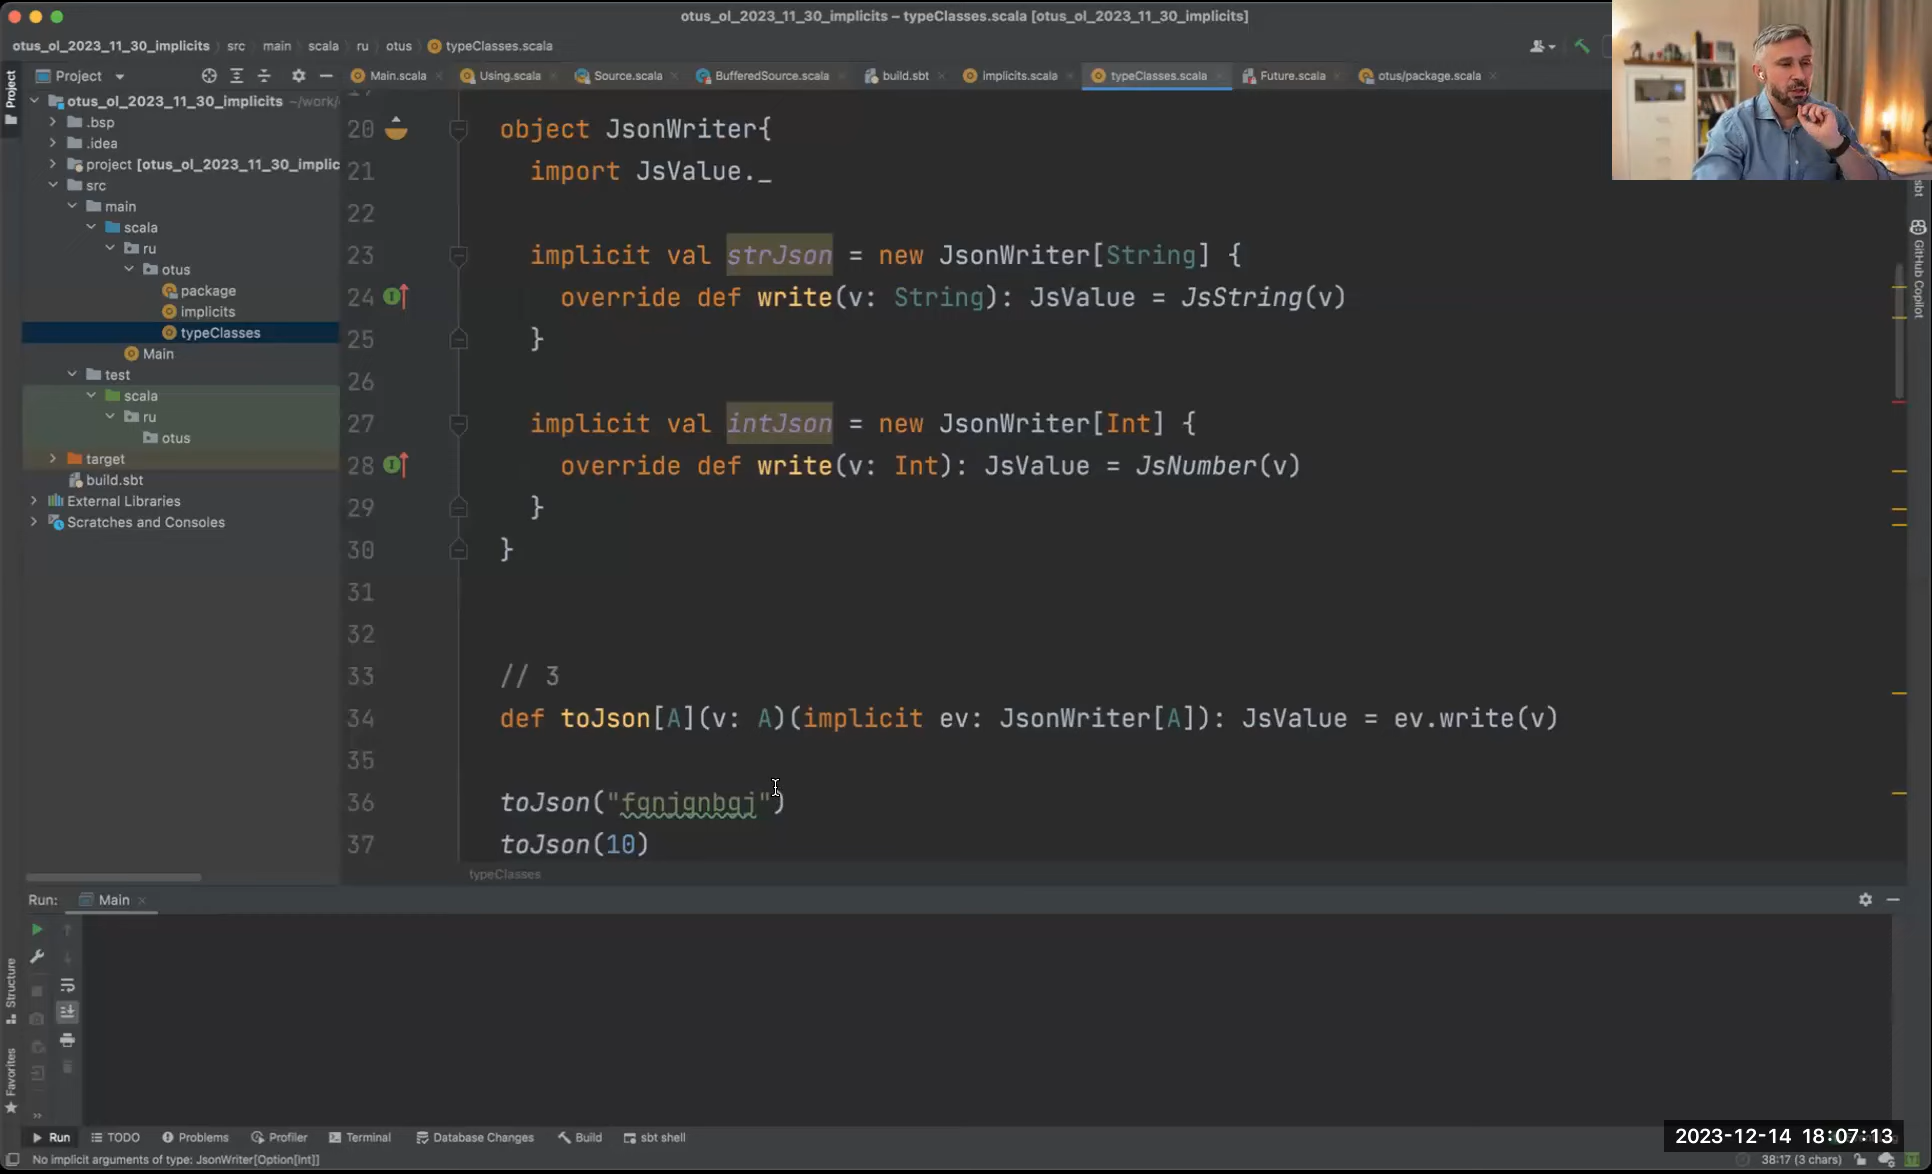 otus_ol_2023_11_30_implicits – typeClasses.scala [otus_ol_2023_11_30_implicits]
otus_ol_2023_11_30_implicits src main scala ru otus typeClasses.scala
Project
Main.scala Using.scala Source.scala BufferedSource.scala build.sbt implicits.scala typeClasses.scala Future.scala otus/package.scala
Project
otus_ol_2023_11_30_implicits ~/work/
.bsp
.idea
project [otus_ol_2023_11_30_implic
src
main
scala
ru
otus
package
implicits
typeClasses
Main
test
scala
ru
otus
target
build.sbt
External Libraries
Scratches and Consoles
20 object JsonWriter{
21 import JsValue._
22
23 implicit val strJson = new JsonWriter[String] {
24 override def write(v: String): JsValue = JsString(v)
25 }
26
27 implicit val intJson = new JsonWriter[Int] {
28 override def write(v: Int): JsValue = JsNumber(v)
29 }
30 }
31
32
33 // 3
34 def toJson[A](v: A)(implicit ev: JsonWriter[A]): JsValue = ev.write(v)
35
36 toJson("fgnjgnbgj")
37 toJson(10)
typeClasses
sbt
GitHub Copilot
Run: Main
Structure
Favorites
Run TODO Problems Profiler Terminal Database Changes Build sbt shell
2023-12-14 18:07:13
No implicit arguments of type: JsonWriter[Option[Int]]
38:17 (3 chars)